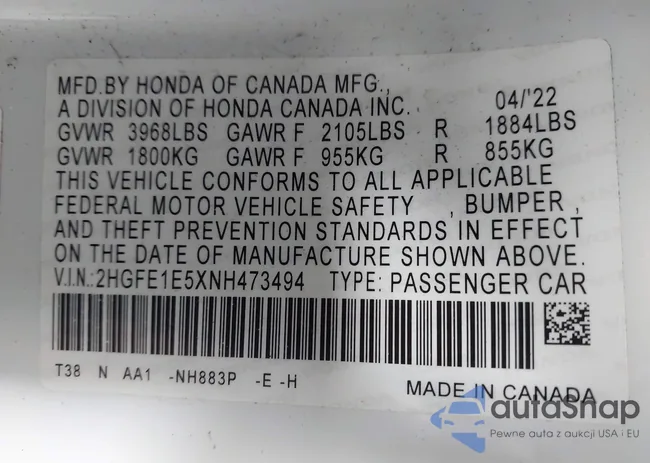 MFD.BY HONDA OF CANADA MFG.,
A DIVISION OF HONDA CANADA INC. 04/'22
GVWR 3968LBS GAWR F 2105LBS R 1884LBS
GVWR 1800KG GAWR F 955KG R 855KG
THIS VEHICLE CONFORMS TO ALL APPLICABLE
FEDERAL MOTOR VEHICLE SAFETY , BUMPER ,
AND THEFT PREVENTION STANDARDS IN EFFECT
ON THE DATE OF MANUFACTURE SHOWN ABOVE.
V.I.N.:2HGFE1E5XNH473494 TYPE: PASSENGER CAR
T38 N AA1 -NH883P -E -H
MADE IN CANADA
autaSnap
Pewne auta z aukcji USA i EU